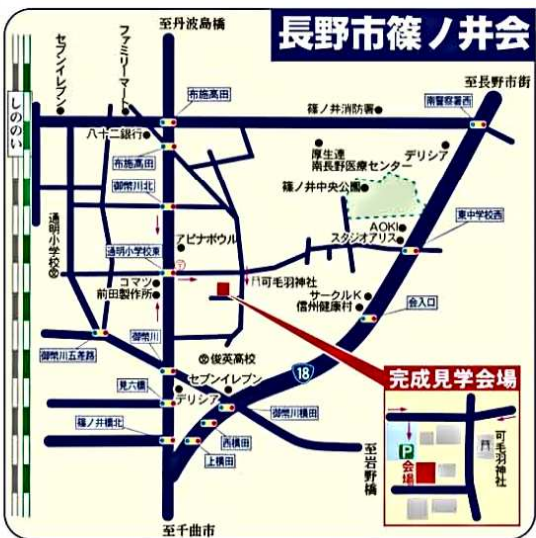 長野市篠ノ井会
至丹波島橋
至長野市街
セブンイレブン
ファミリーマート
布施高田
篠ノ井消防署
南警察署西
しののい
八十二銀行
布施高田
厚生連
南長野医療センター
デリシア
御幣川北
篠ノ井中央公園
通明小学校
アピナボウル
AOKI
スタジオアリス
東中学校西
通明小学校東
コマツ
前田製作所
可毛羽神社
サークルK
信州健康村
会入口
御幣川五差路
御幣川
俊英高校
18
完成見学会場
見六橋
セブンイレブン
デリシア
御幣川横田
篠ノ井橋北
西横田
上横田
至岩野橋
至千曲市
P
会場
可毛羽神社